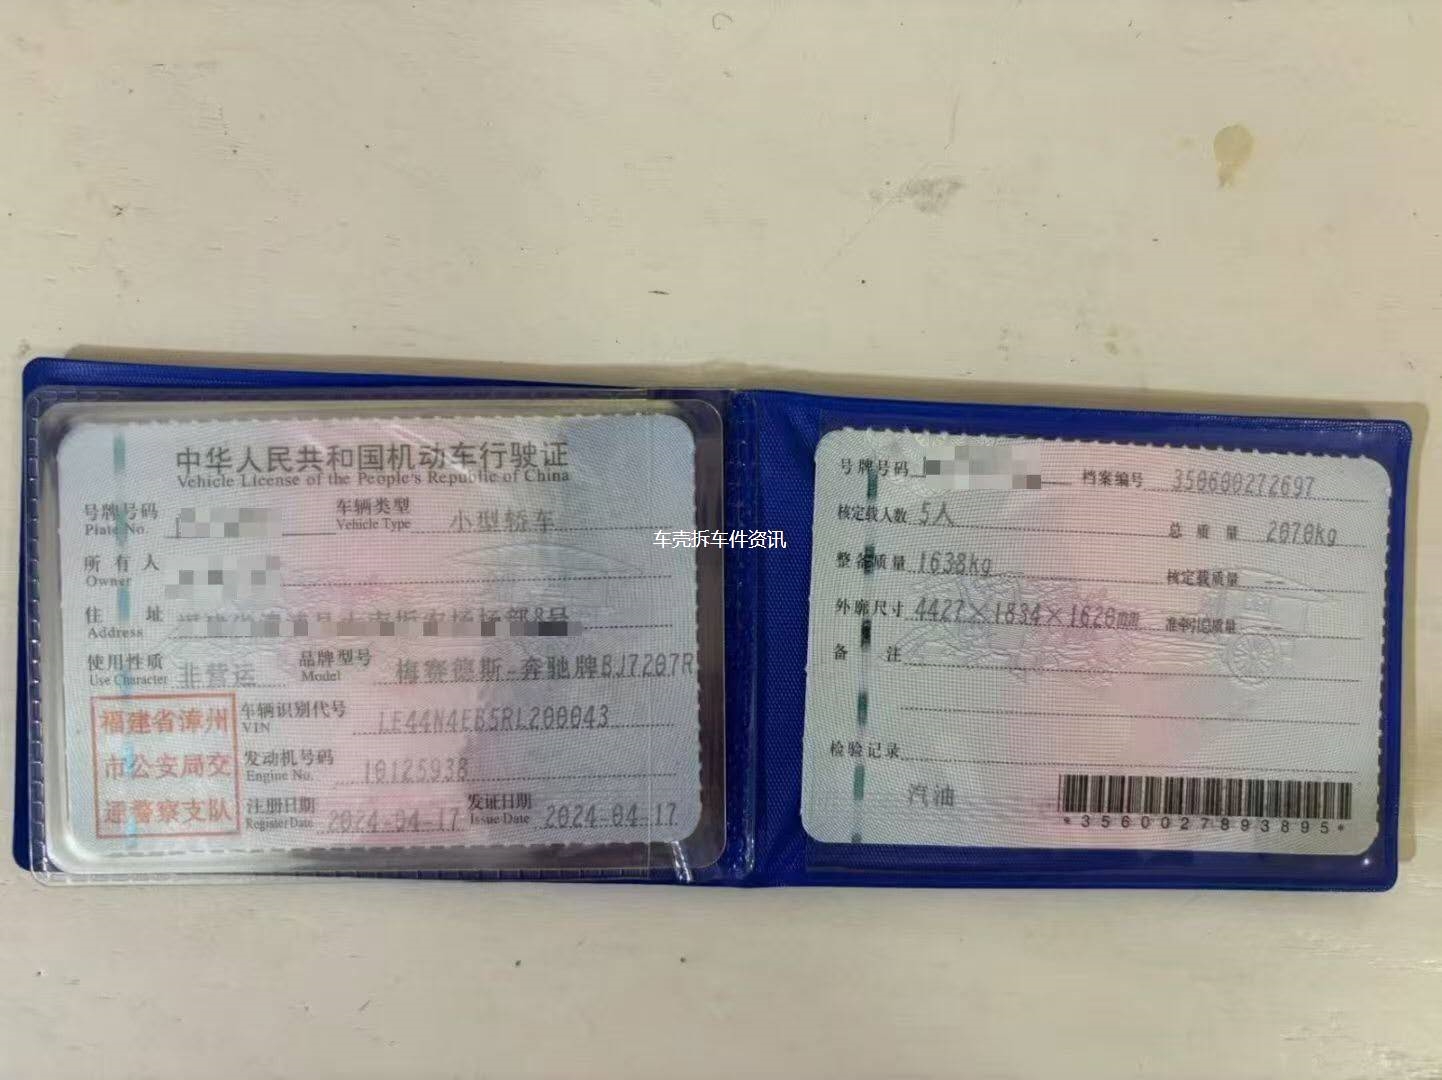 中华人民共和国机动车行驶证
Vehicle License of the People's Republic of China
号牌号码
Plate No.
车辆类型 小型轿车
Vehicle Type
所有人
Owner
住址
Address
使用性质 非营运
Use Character
品牌型号 梅赛德斯-奔驰牌BJ7207R
Model
福建省漳州
市公安局交
通警察支队
车辆识别代号 LE44N4EB5RL200043
VIN
发动机号码 10125938
Engine No.
注册日期 2024-04-17
Register Date
发证日期 2024-04-17
Issue Date
车壳拆车件资讯
号牌号码
档案编号 350600272697
核定载人数 5人
总质量 2070kg
整备质量 1638kg
核定载质量 --
外廓尺寸 4427×1834×1620mm
准牵引总质量 --
备注
检验记录
汽油
*3560027893895*